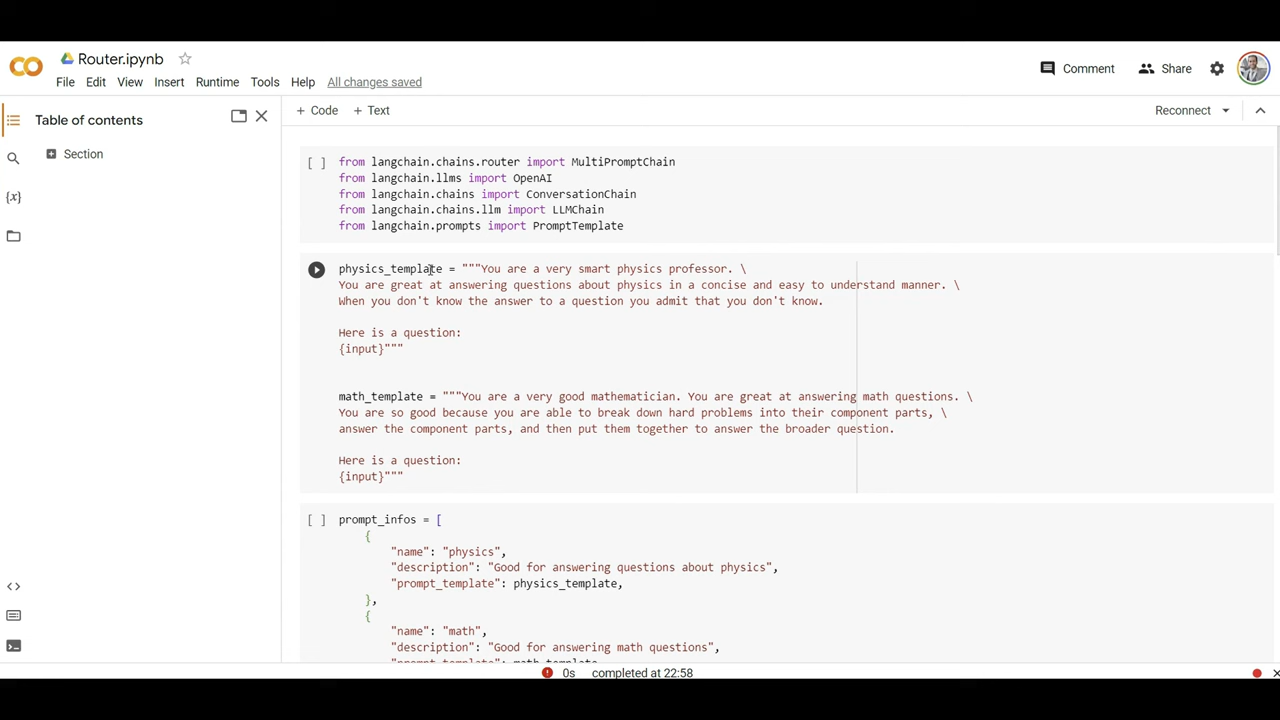 Router.ipynb
File Edit View Insert Runtime Tools Help All changes saved
Comment Share
Table of contents
+ Code + Text
Reconnect
Section
{x}
[ ] from langchain.chains.router import MultiPromptChain
from langchain.llms import OpenAI
from langchain.chains import ConversationChain
from langchain.chains.llm import LLMChain
from langchain.prompts import PromptTemplate
physics_template = """You are a very smart physics professor. \
You are great at answering questions about physics in a concise and easy to understand manner. \
When you don't know the answer to a question you admit that you don't know.
Here is a question:
{input}"""
math_template = """You are a very good mathematician. You are great at answering math questions. \
You are so good because you are able to break down hard problems into their component parts, \
answer the component parts, and then put them together to answer the broader question.
Here is a question:
{input}"""
[ ] prompt_infos = [
{
"name": "physics",
"description": "Good for answering questions about physics",
"prompt_template": physics_template,
},
{
"name": "math",
"description": "Good for answering math questions",
"prompt_template": math_template,
0s completed at 22:58